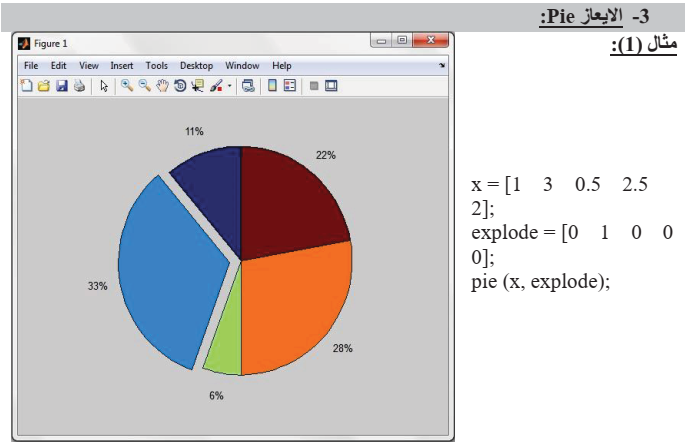 3- الايعاز Pie:
مثال (1):
Figure 1
File Edit View Insert Tools Desktop Window Help
11%
22%
33%
28%
6%
x = [1 3 0.5 2.5
2];
explode = [0 1 0 0
0];
pie (x, explode);